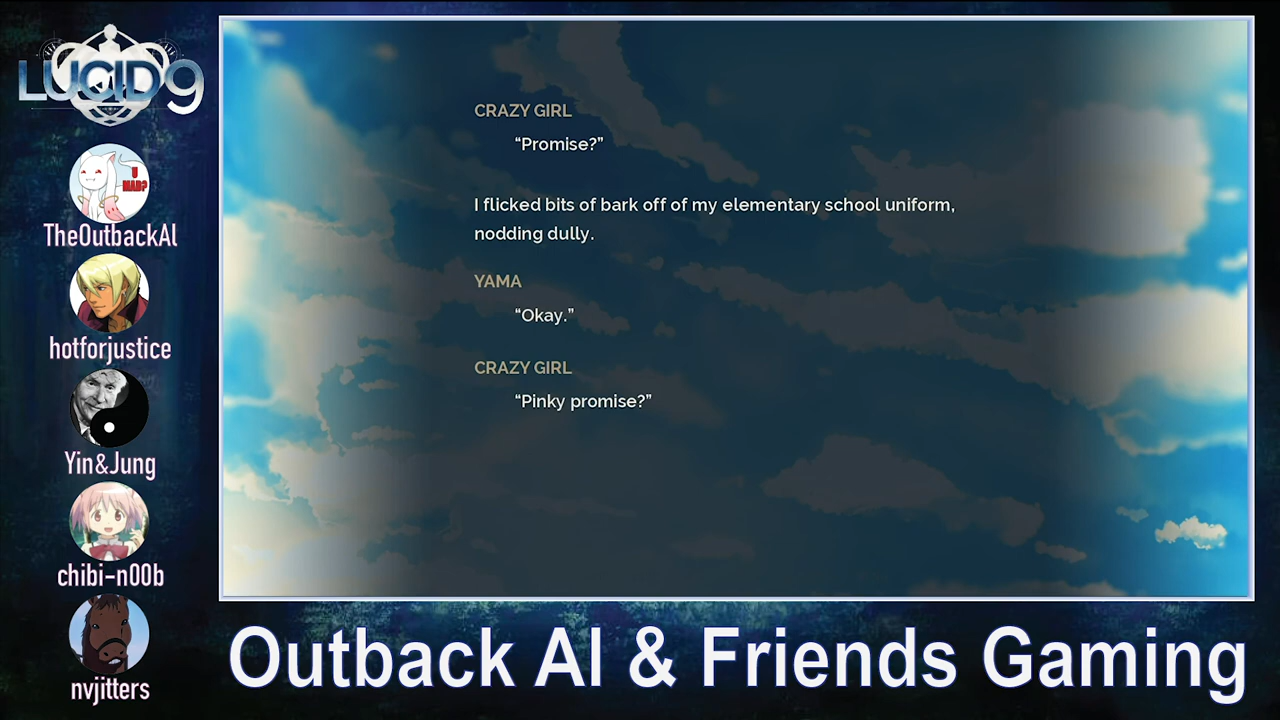 LUCID9
U
MAD?
TheOutbackAl
hotforjustice
Yin&Jung
chibi-n00b
nvjitters
CRAZY GIRL
“Promise?”
I flicked bits of bark off of my elementary school uniform,
nodding dully.
YAMA
“Okay.”
CRAZY GIRL
“Pinky promise?”
Outback Al & Friends Gaming